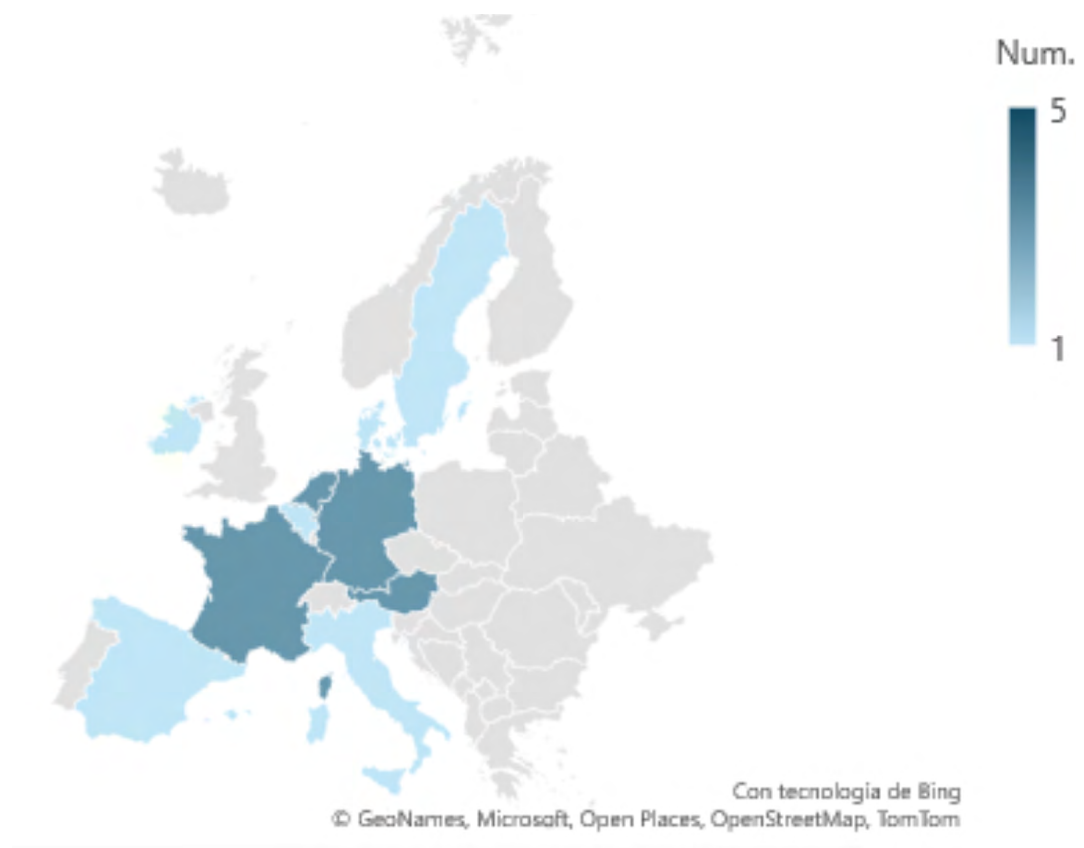 Num.
5
1
Con tecnología de Bing
© GeoNames, Microsoft, Open Places, OpenStreetMap, TomTom